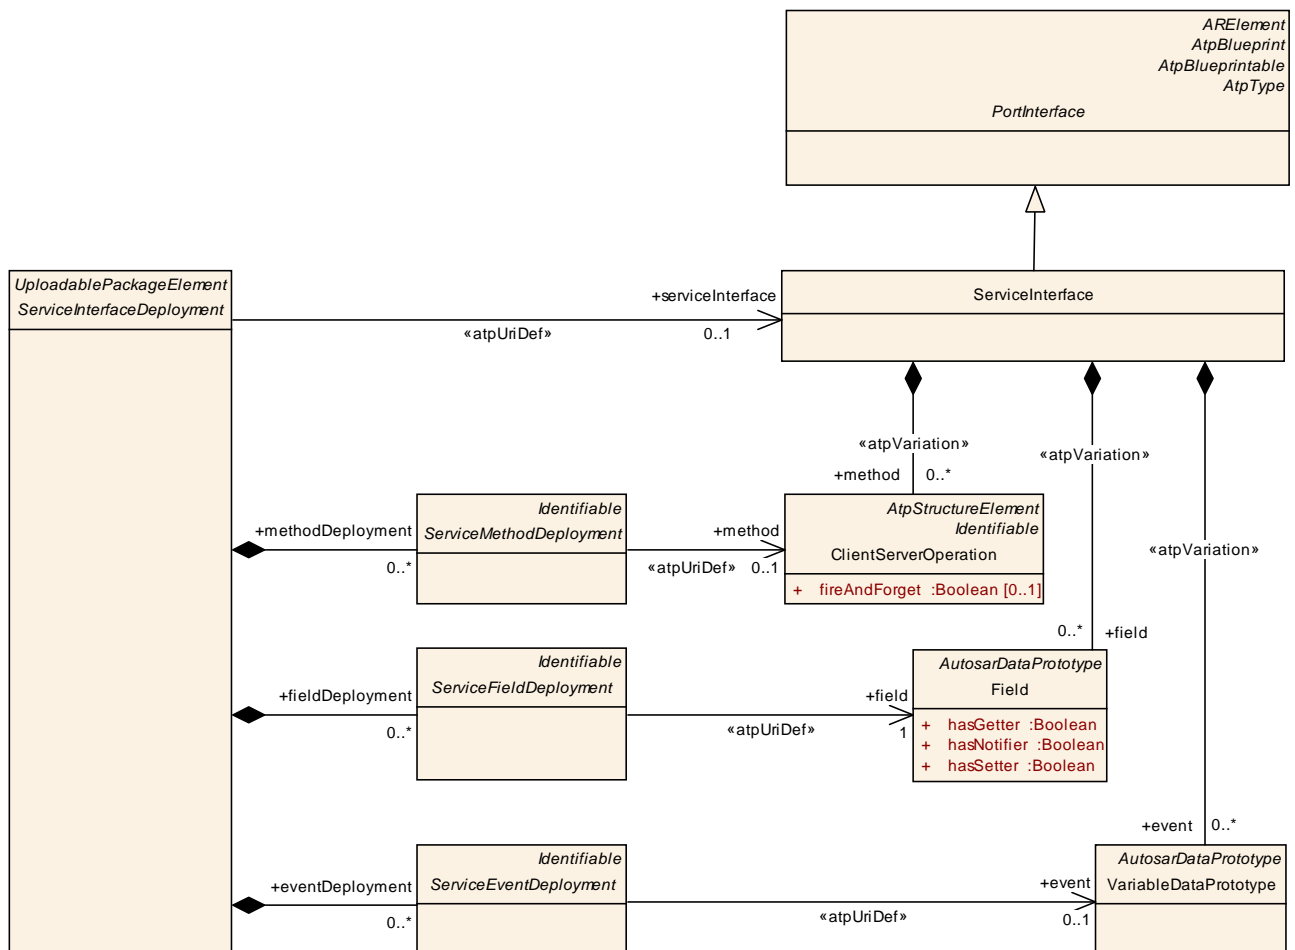 ARElement
AtpBlueprint
AtpBlueprintable
AtpType
PortInterface
UploadablePackageElement
ServiceInterfaceDeployment
+serviceInterface
«atpUriDef»
0..1
ServiceInterface
«atpVariation»
«atpVariation»
«atpVariation»
+method
0..*
+methodDeployment
0..*
Identifiable
ServiceMethodDeployment
+method
«atpUriDef»
0..1
AtpStructureElement
Identifiable
ClientServerOperation
+ fireAndForget :Boolean [0..1]
0..*
+field
+fieldDeployment
0..*
Identifiable
ServiceFieldDeployment
+field
«atpUriDef»
1
AutosarDataPrototype
Field
+ hasGetter :Boolean
+ hasNotifier :Boolean
+ hasSetter :Boolean
+event
0..*
+eventDeployment
0..*
Identifiable
ServiceEventDeployment
+event
«atpUriDef»
0..1
AutosarDataPrototype
VariableDataPrototype